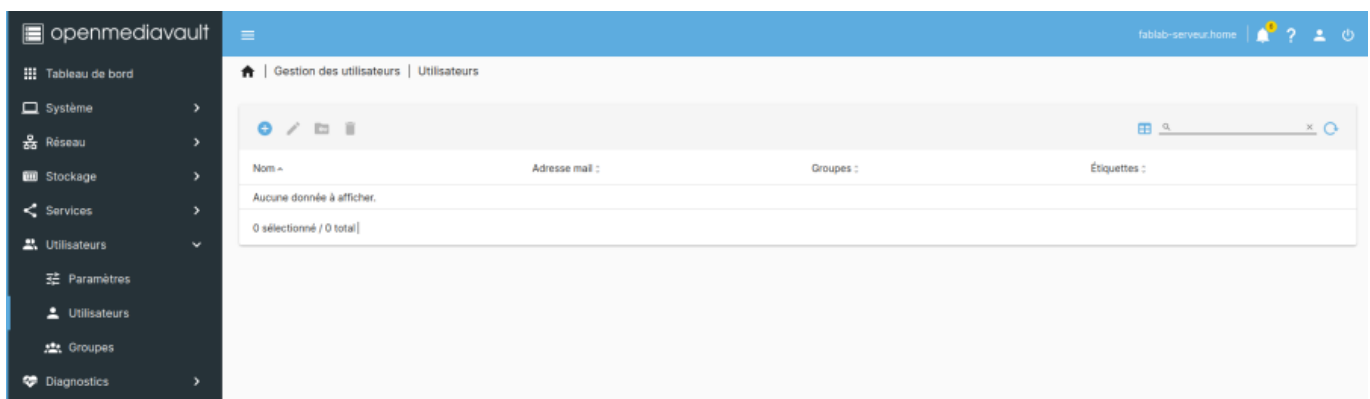 openmediavault
fablab-serveur.home
Tableau de bord
Gestion des utilisateurs | Utilisateurs
Système
Réseau
Stockage
Services
Utilisateurs
Paramètres
Utilisateurs
Groupes
Diagnostics
Nom Adresse mail Groupes Étiquettes
Aucune donnée à afficher.
0 sélectionné / 0 total